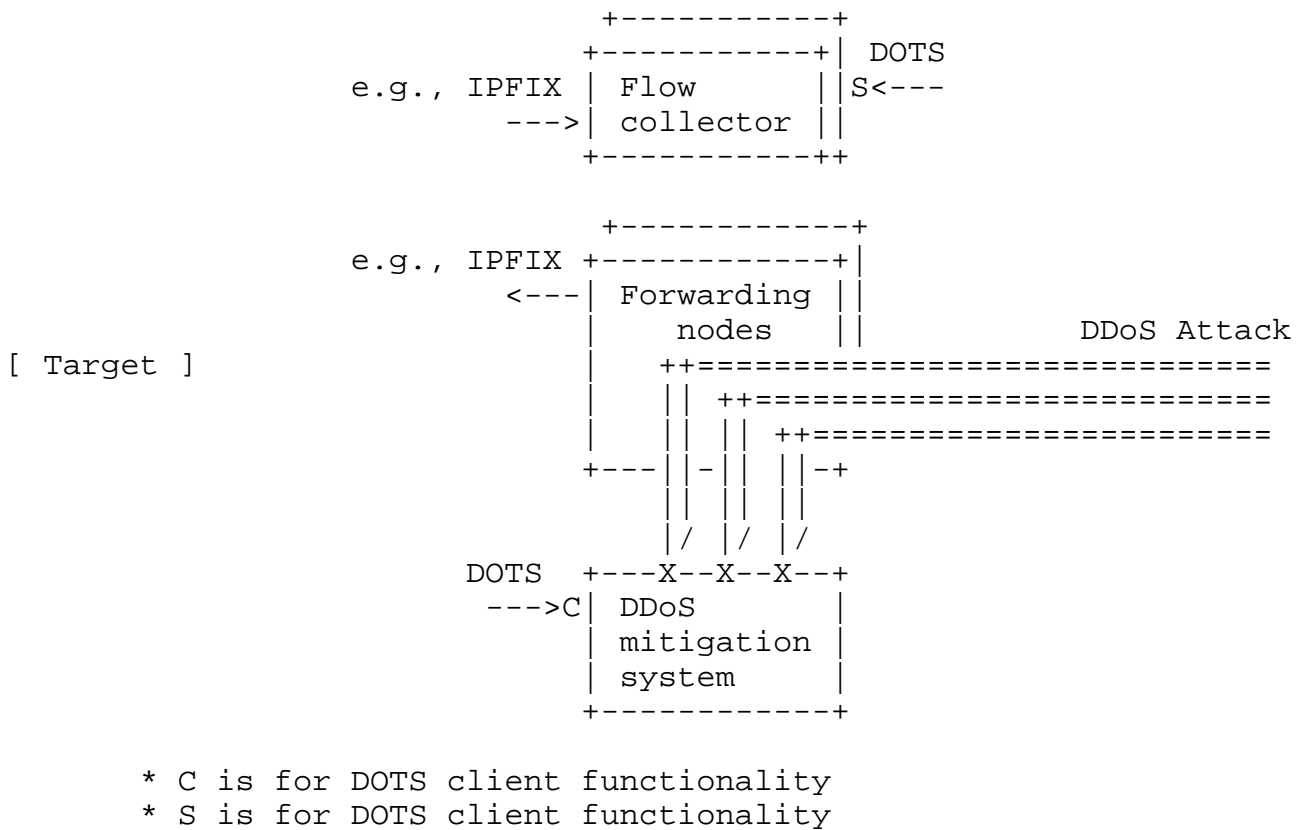 +-----------+
                              +-----------+| DOTS
                  e.g., IPFIX | Flow      ||S<---
                          --->| collector ||
                              +-----------++

                               +------------+
                  e.g., IPFIX +------------+|
                          <---| Forwarding ||
                              |    nodes   ||           DDoS Attack
[ Target ]                    |   ++==============================
                              |   || ++===========================
                              |   || || ++========================
                              +---||-|| ||-+
                                  || || ||
                                  |/ |/ |/
                        DOTS  +---X--X--X--+
                         --->C| DDoS       |
                              | mitigation |
                              | system     |
                              +------------+

       * C is for DOTS client functionality
       * S is for DOTS client functionality